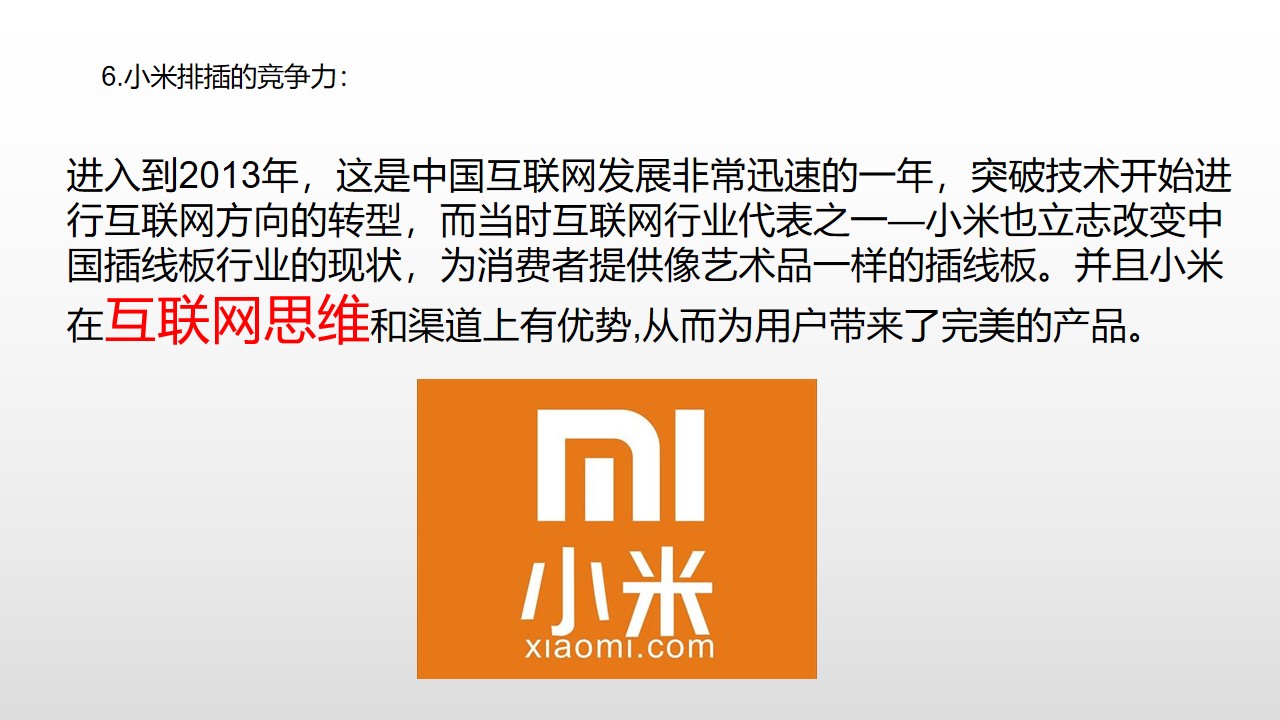 6.小米排插的竞争力：
进入到2013年，这是中国互联网发展非常迅速的一年，突破技术开始进
行互联网方向的转型，而当时互联网行业代表之一—小米也立志改变中
国插线板行业的现状，为消费者提供像艺术品一样的插线板。并且小米
在互联网思维和渠道上有优势,从而为用户带来了完美的产品。
mi
小米
xiaomi.com